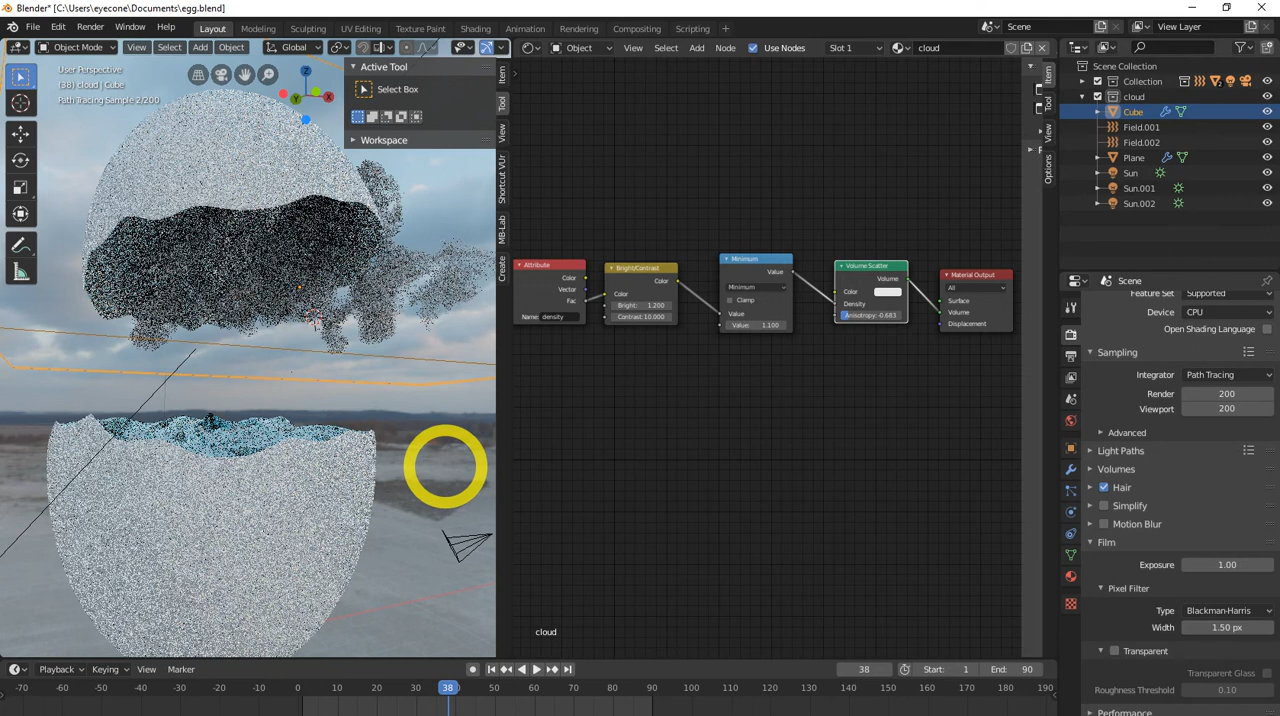 Blender* [C:\Users\eyecone\Documents\egg.blend]
File Edit Render Window Help Layout Modeling Sculpting UV Editing Texture Paint Shading Animation Rendering Compositing Scripting + Scene View Layer
Object Mode View Select Add Object Global
Object View Select Add Node Use Nodes Slot 1 cloud
User Perspective
(38) cloud | Cube
Path Tracing Sample 2/200
Z
Y
X
Active Tool
Select Box
Workspace
Item
Tool
View
Shortcut VUr
MB-Lab
Create
Attribute
Color
Vector
Fac
Name: density
Bright/Contrast
Color
Color
Bright: 1.200
Contrast:10.000
Minimum
Value
Minimum
Clamp
Value
Value: 1.100
Volume Scatter
Volume
Color
Density
Anisotropy: -0.683
Material Output
All
Surface
Volume
Displacement
cloud
Item
Tool
View
Options
Scene Collection
Collection
cloud
Cube
Field.001
Field.002
Plane
Sun
Sun.001
Sun.002
Scene
Feature Set Supported
Device CPU
Open Shading Language
Sampling
Integrator Path Tracing
Render 200
Viewport 200
Advanced
Light Paths
Volumes
Hair
Simplify
Motion Blur
Film
Exposure 1.00
Pixel Filter
Type Blackman-Harris
Width 1.50 px
Transparent
Transparent Glass
Roughness Threshold 0.10
Performance
Playback Keying View Marker 38 Start: 1 End: 90
-70 -60 -50 -40 -30 -20 -10 0 10 20 30 38 50 60 70 80 90 100 110 120 130 140 150 160 170 180 190